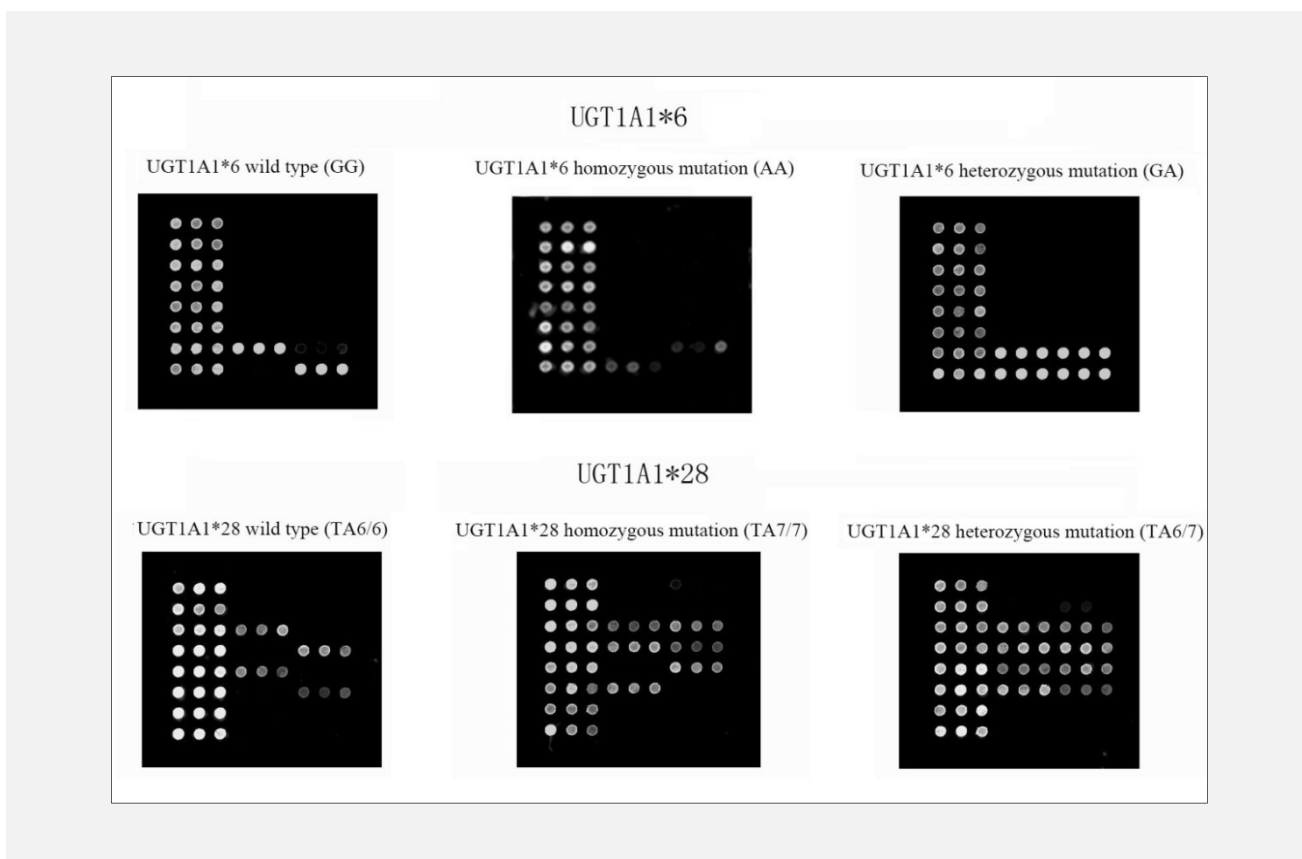 UGT1A1*6
UGT1A1*6 wild type (GG)
UGT1A1*6 homozygous mutation (AA)
UGT1A1*6 heterozygous mutation (GA)
UGT1A1*28
UGT1A1*28 wild type (TA6/6)
UGT1A1*28 homozygous mutation (TA7/7)
UGT1A1*28 heterozygous mutation (TA6/7)